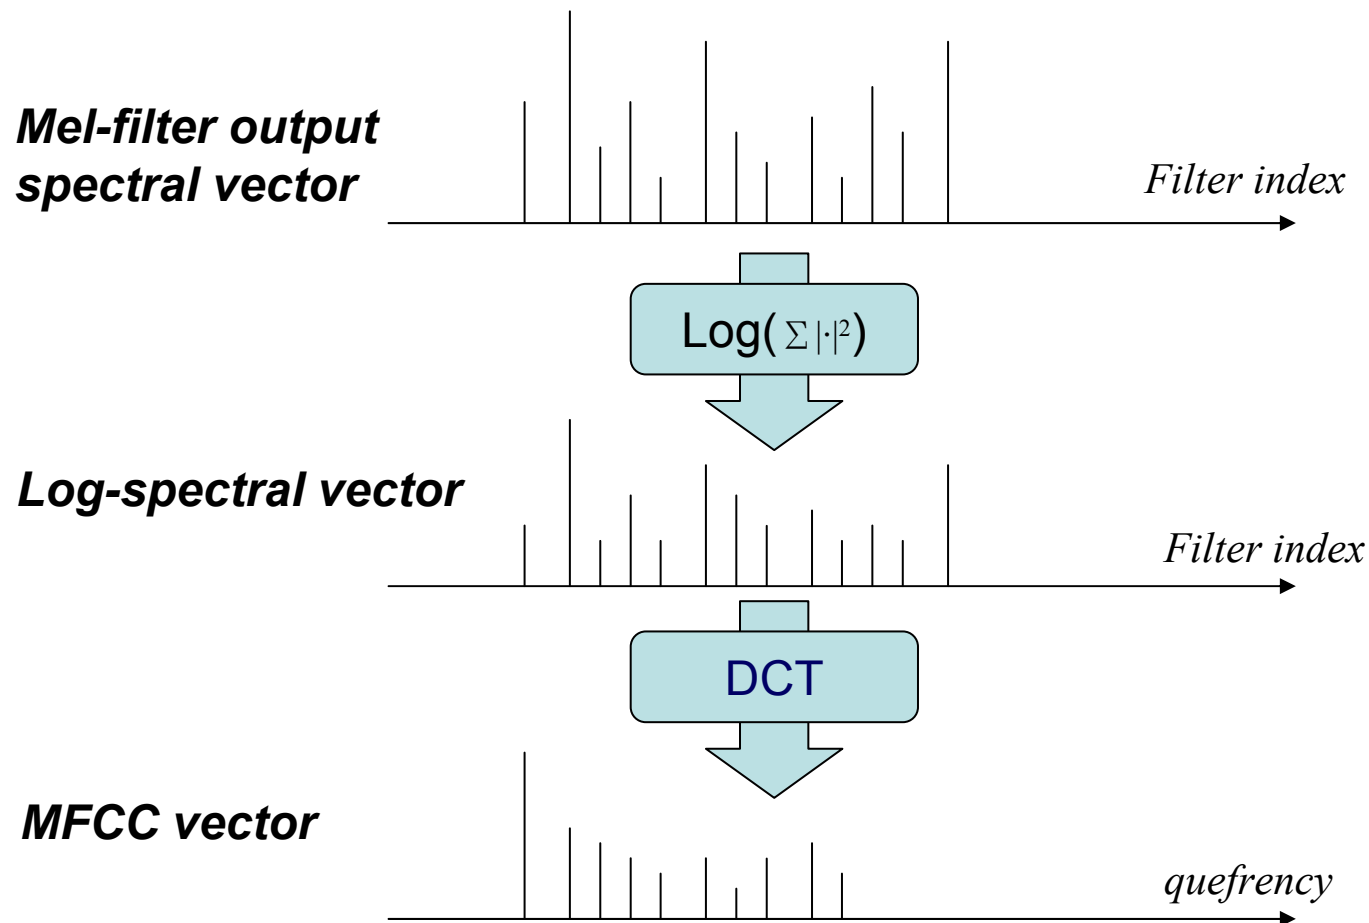 Mel-filter output
spectral vector
Filter index
Log( ∑ |·|²)
Log-spectral vector
Filter index
DCT
MFCC vector
quefrency